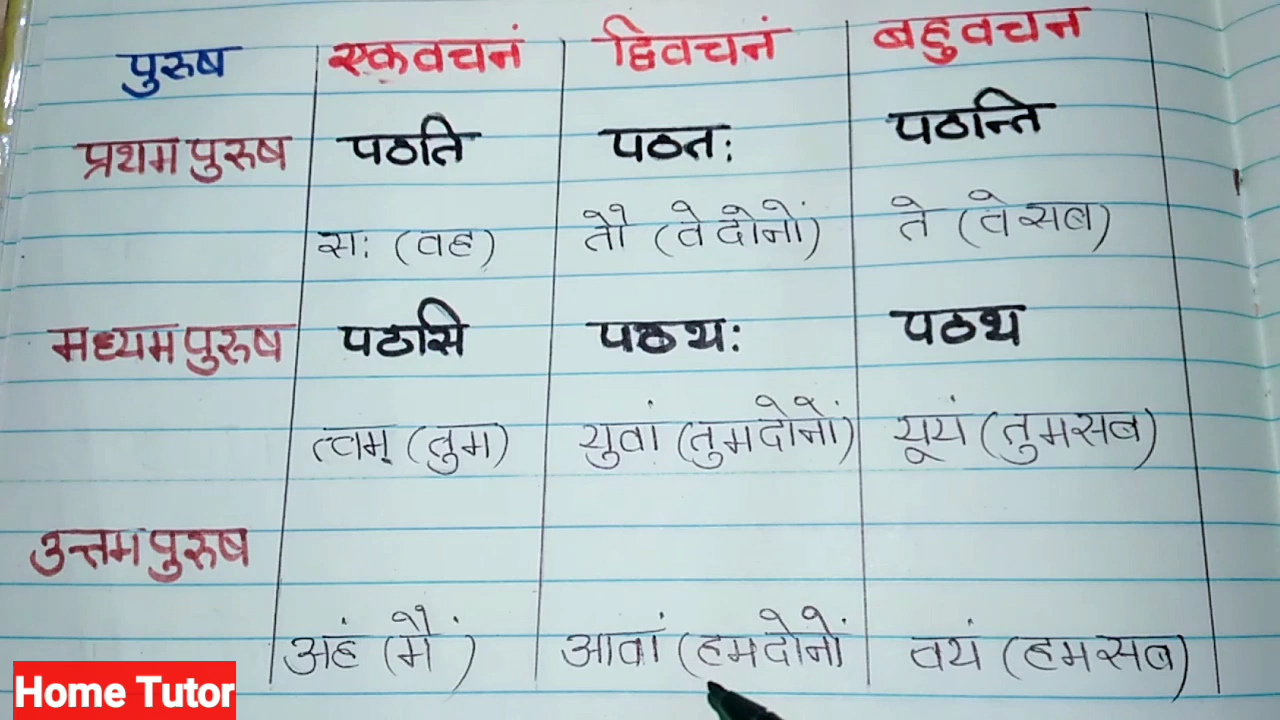 पुरुष एकवचनं द्विवचनं बहुवचन
प्रथम पुरुष पठति पठतः पठन्ति
सः (वह) तौ (वे दोनों) ते (वे सब)
मध्यम पुरुष पठसि पठथः पठथ
त्वम् (तुम) युवां (तुम दोनों) यूयं (तुम सब)
उत्तम पुरुष
अहं (मैं) आवां (हम दोनों वयं (हम सब)
Home Tutor